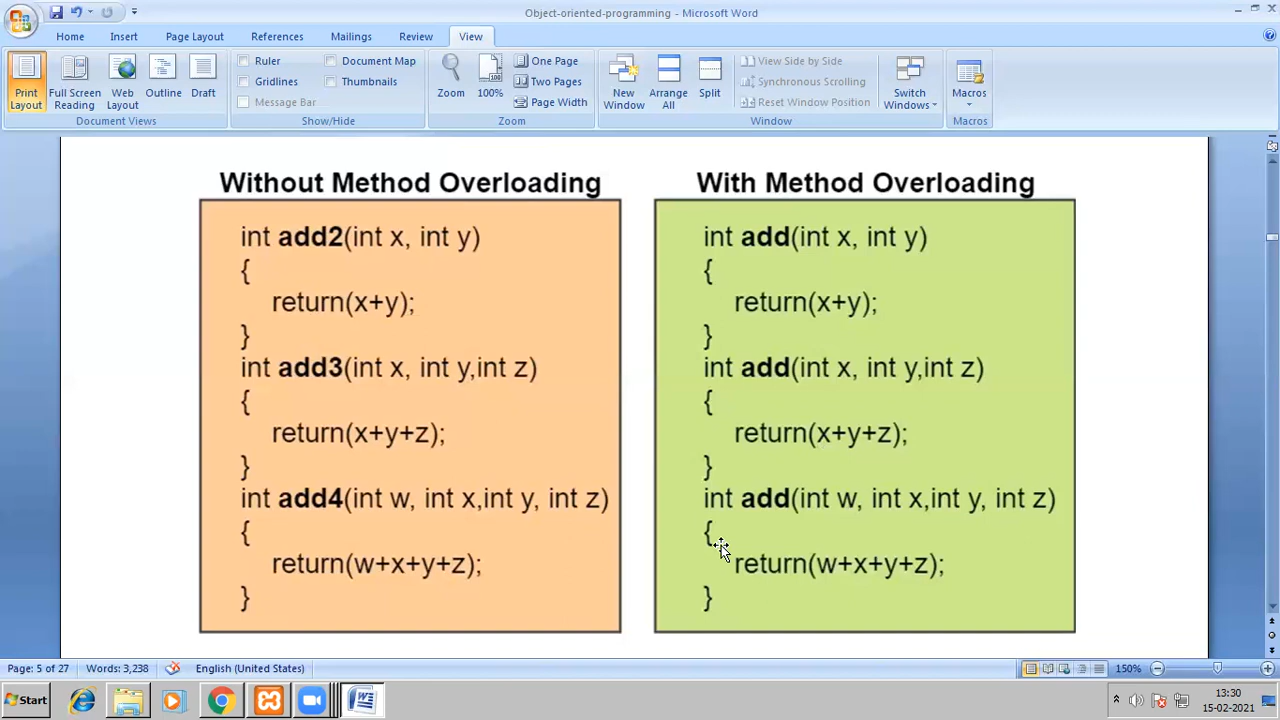 Object-oriented-programming - Microsoft Word
Home Insert Page Layout References Mailings Review View
Print Layout
Full Screen Reading
Web Layout
Outline
Draft
Document Views
Ruler
Gridlines
Message Bar
Document Map
Thumbnails
Show/Hide
Zoom
100%
One Page
Two Pages
Page Width
Zoom
New Window
Arrange All
Split
View Side by Side
Synchronous Scrolling
Reset Window Position
Switch Windows
Window
Macros
Macros
Without Method Overloading
int add2(int x, int y)
{
return(x+y);
}
int add3(int x, int y,int z)
{
return(x+y+z);
}
int add4(int w, int x,int y, int z)
{
return(w+x+y+z);
}
With Method Overloading
int add(int x, int y)
{
return(x+y);
}
int add(int x, int y,int z)
{
return(x+y+z);
}
int add(int w, int x,int y, int z)
{
return(w+x+y+z);
}
Page: 5 of 27 Words: 3,238 English (United States) 150%
Start
13:30
15-02-2021